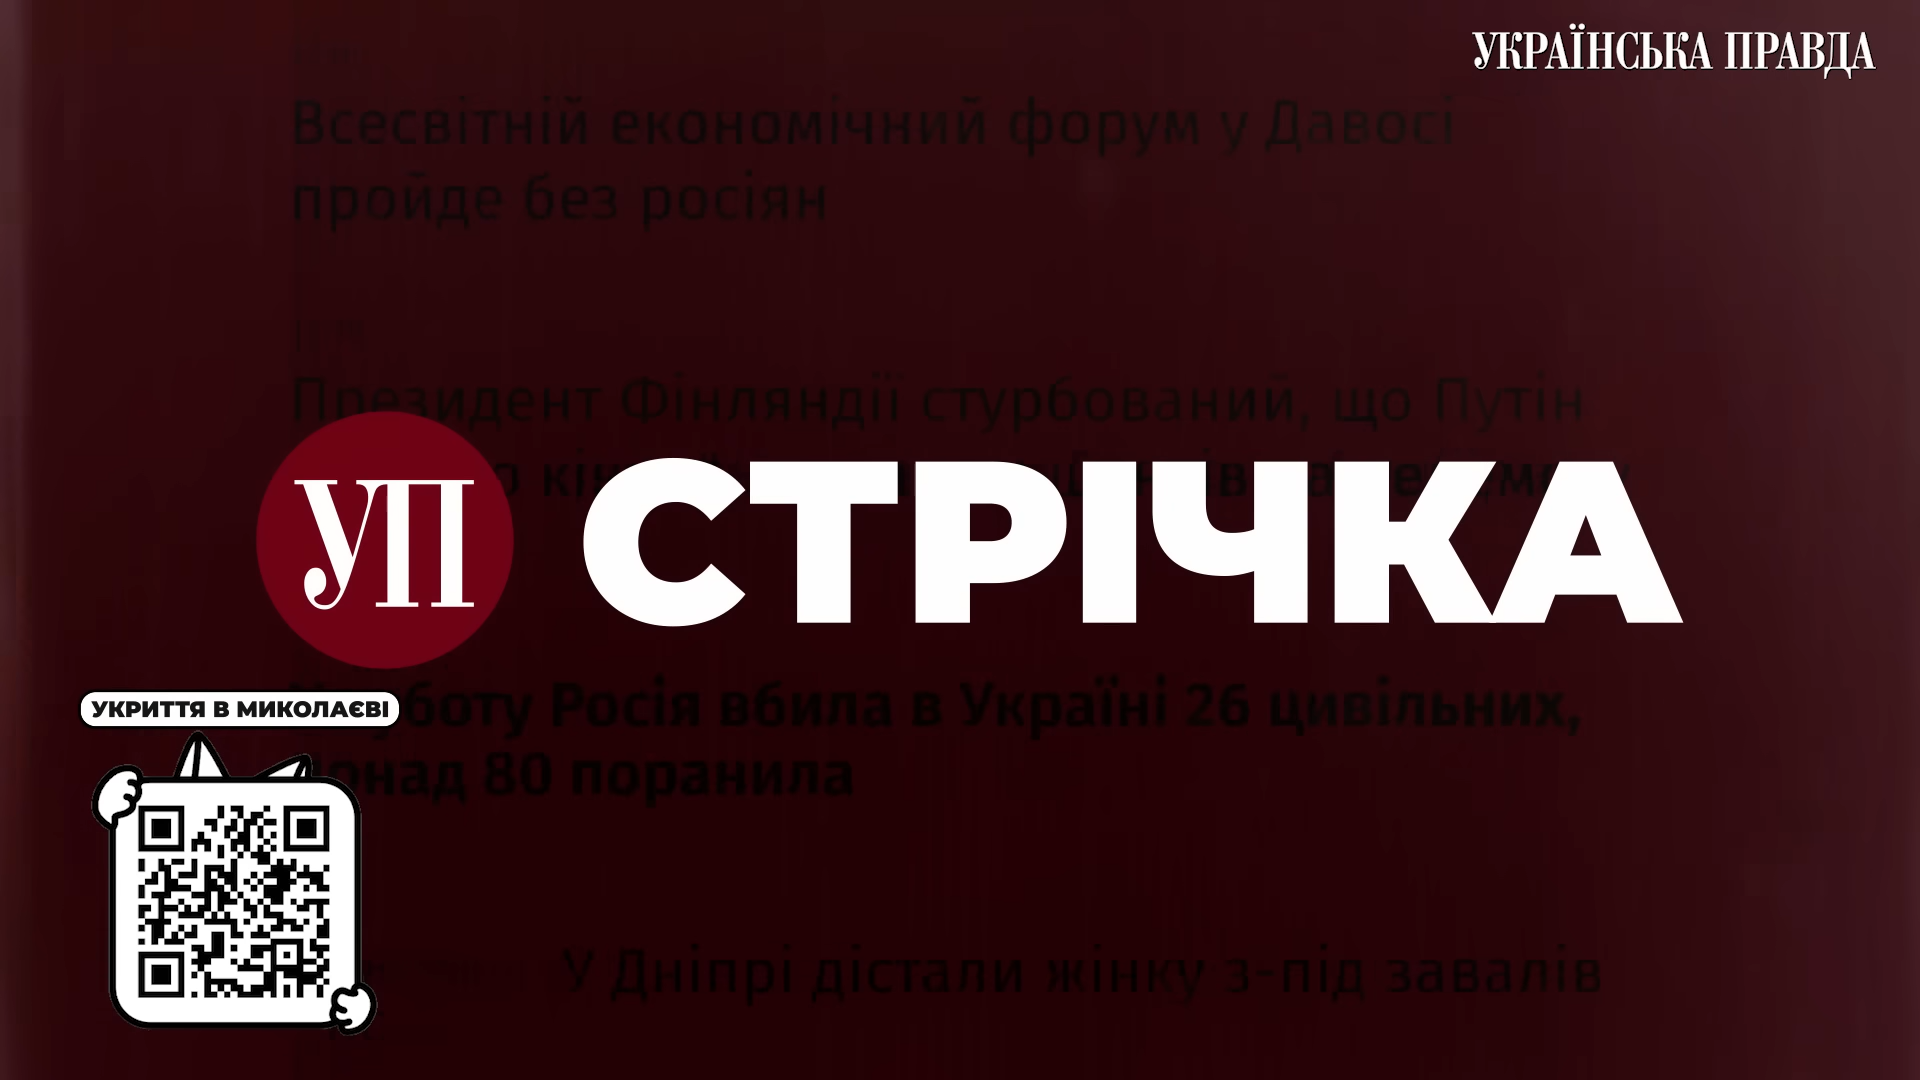 УКРАЇНСЬКА ПРАВДА
Всесвітній економічний форум у Давосі
пройде без росіян
Президент Фінляндії стурбований, що Путін
УП СТРІЧКА
УКРИТТЯ В МИКОЛАЄВІ
Росія вбила в Україні 26 цивільних,
понад 80 поранила
У Дніпрі дістали жінку з-під завалів